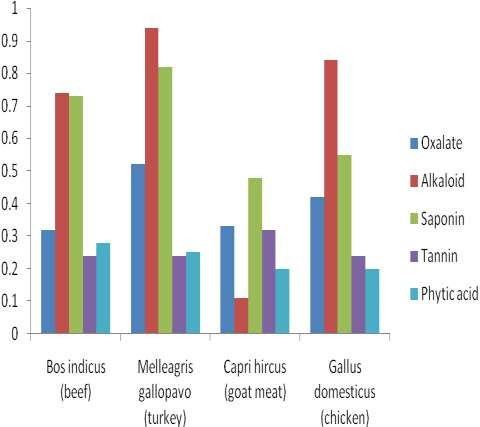 1
0.9
0.8
0.7
0.6
0.5
0.4
0.3
0.2
0.1
0
Oxalate
Alkaloid
Saponin
Tannin
Phytic acid
Bos indicus
(beef)
Melleagris
gallopavo
(turkey)
Capri hircus
(goat meat)
Gallus
domesticus
(chicken)